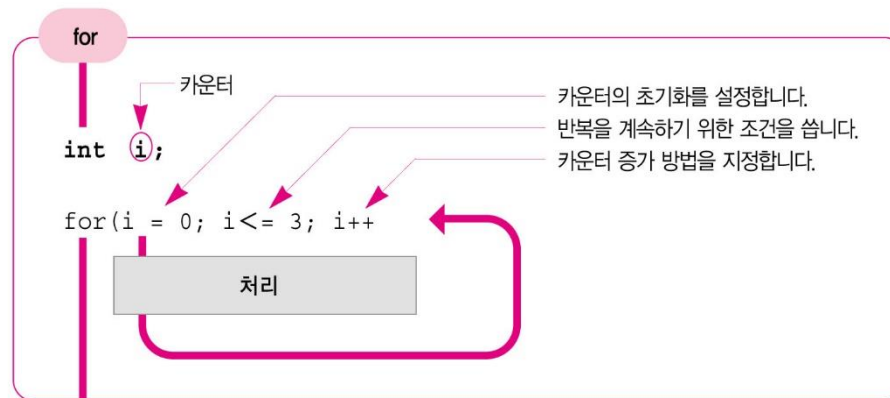 for
카운터
카운터의 초기화를 설정합니다.
반복을 계속하기 위한 조건을 씁니다.
int i;
카운터 증가 방법을 지정합니다.
for(i = 0; i<= 3; i++
처리